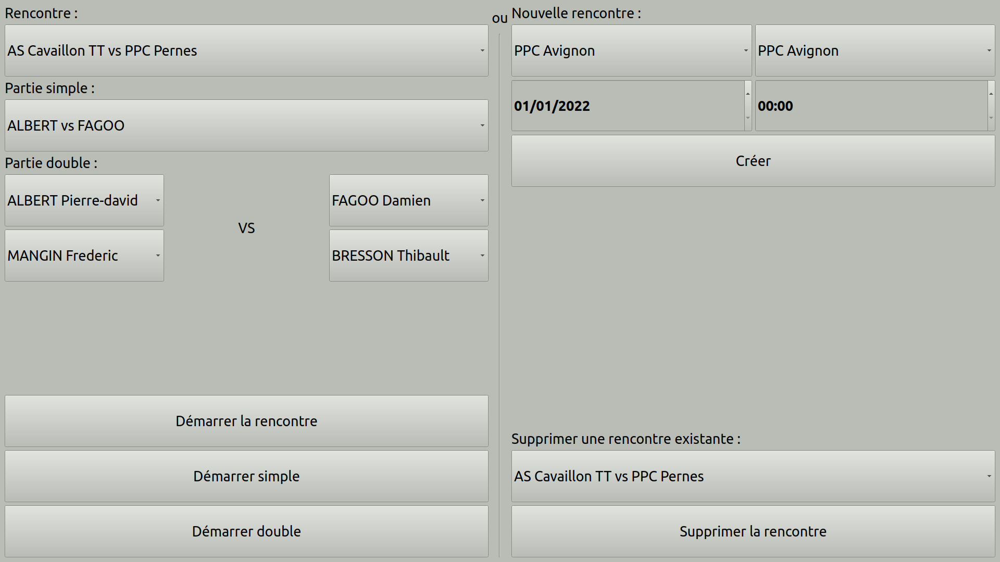 Rencontre :
AS Cavaillon TT vs PPC Pernes
Partie simple :
ALBERT vs FAGOO
Partie double :
ALBERT Pierre-david
FAGOO Damien
VS
MANGIN Frederic
BRESSON Thibault
Démarrer la rencontre
Démarrer simple
Démarrer double
ou
Nouvelle rencontre :
PPC Avignon
PPC Avignon
01/01/2022
00:00
Créer
Supprimer une rencontre existante :
AS Cavaillon TT vs PPC Pernes
Supprimer la rencontre